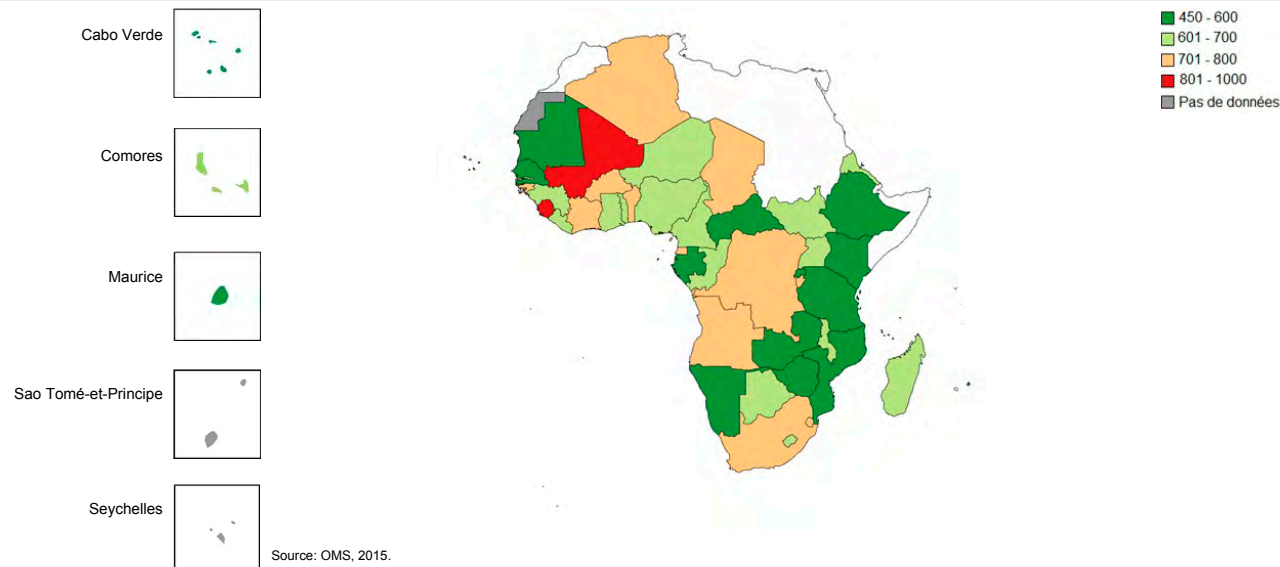 Cabo Verde
Comores
Maurice
Sao Tomé-et-Principe
Seychelles
Source: OMS, 2015.
450 - 600
601 - 700
701 - 800
801 - 1000
Pas de données